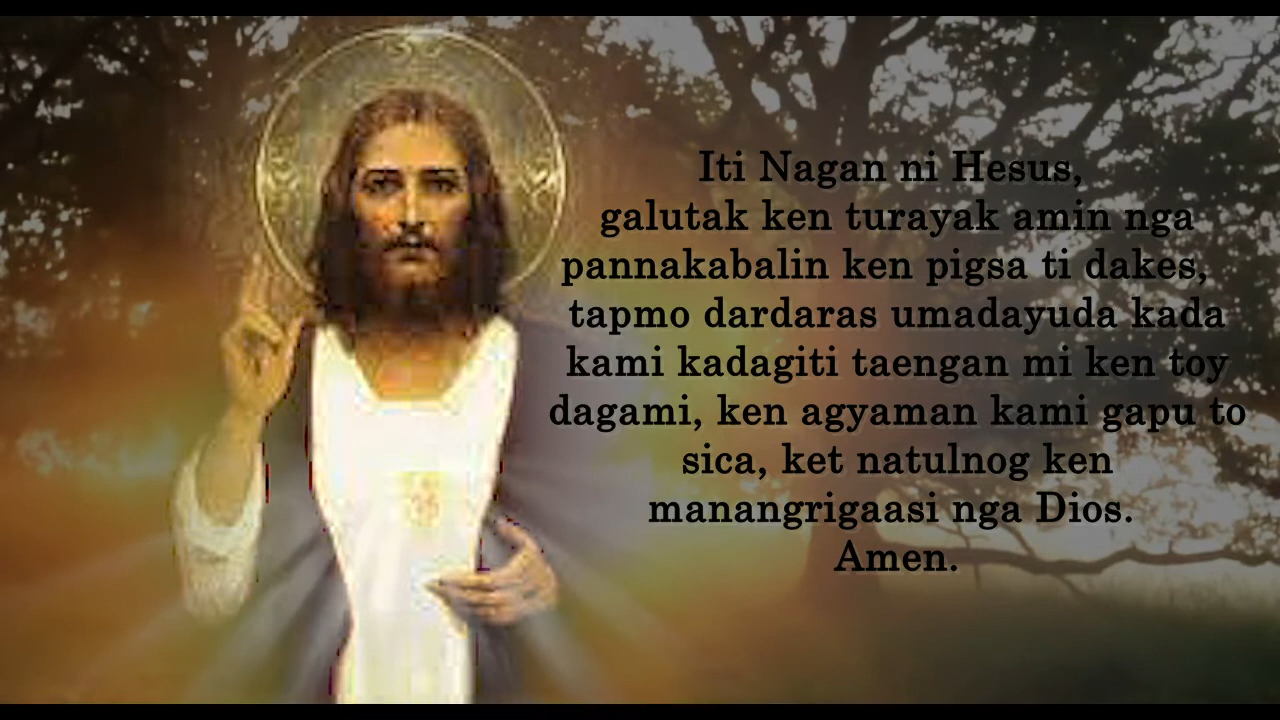 Iti Nagan ni Hesus,
galutak ken turayak amin nga
pannakabalin ken pigsa ti dakes,
tapmo dardaras umadayuda kada
kami kadagiti taengan mi ken toy
dagami, ken agyaman kami gapu to
sica, ket natulnog ken
manangrigaasi nga Dios.
Amen.